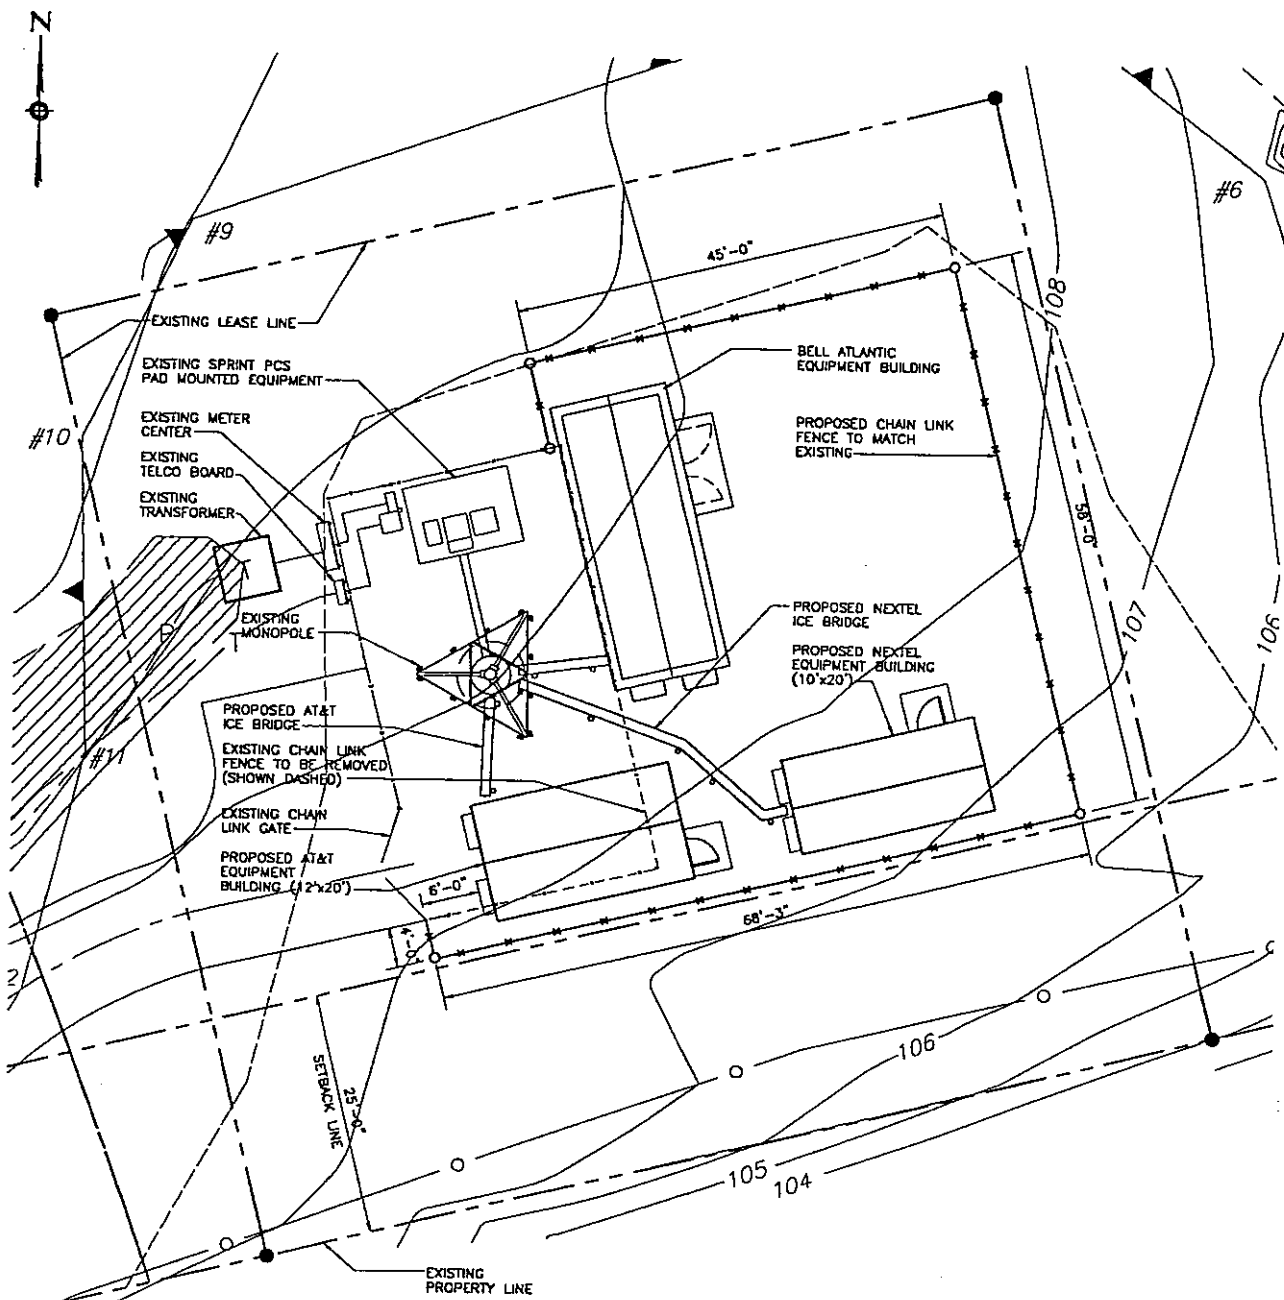 N
#9
#6
45'-0"
108
EXISTING LEASE LINE
EXISTING SPRINT PCS
PAD MOUNTED EQUIPMENT
BELL ATLANTIC
EQUIPMENT BUILDING
EXISTING METER
CENTER
#10
PROPOSED CHAIN LINK
FENCE TO MATCH
EXISTING
EXISTING
TELCO BOARD
EXISTING
TRANSFORMER
58'-0"
EXISTING
MONOPOLE
PROPOSED NEXTEL
ICE BRIDGE
107
106
PROPOSED NEXTEL
EQUIPMENT BUILDING
(10'x20')
PROPOSED AT&T
ICE BRIDGE
#11
EXISTING CHAIN LINK
FENCE TO BE REMOVED
(SHOWN DASHED)
EXISTING CHAIN
LINK GATE
PROPOSED AT&T
EQUIPMENT
BUILDING (12'x20')
6'-0"
68'-3"
2
106
25'-0"
SETBACK LINE
105
104
EXISTING
PROPERTY LINE